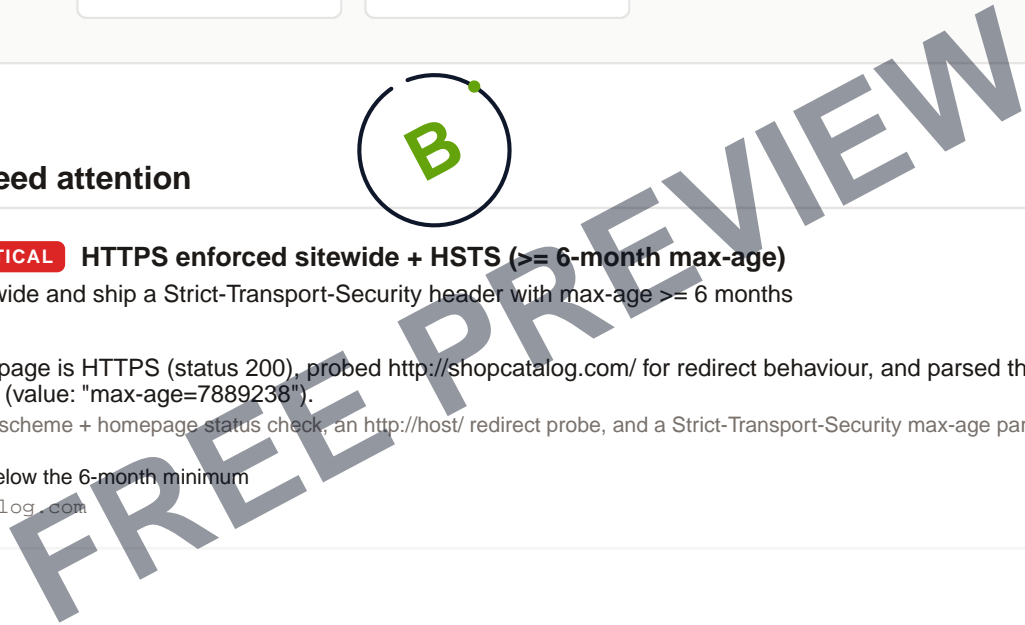 B
eed attention
TICAL HTTPS enforced sitewide + HSTS (>= 6-month max-age)
wide and ship a Strict-Transport-Security header with max-age >= 6 months
page is HTTPS (status 200), probed http://shopcatalog.com/ for redirect behaviour, and parsed th
(value: "max-age=7889238").
scheme + homepage status check, an http://host/ redirect probe, and a Strict-Transport-Security max-age par
elow the 6-month minimum
log.com
FREE PREVIEW